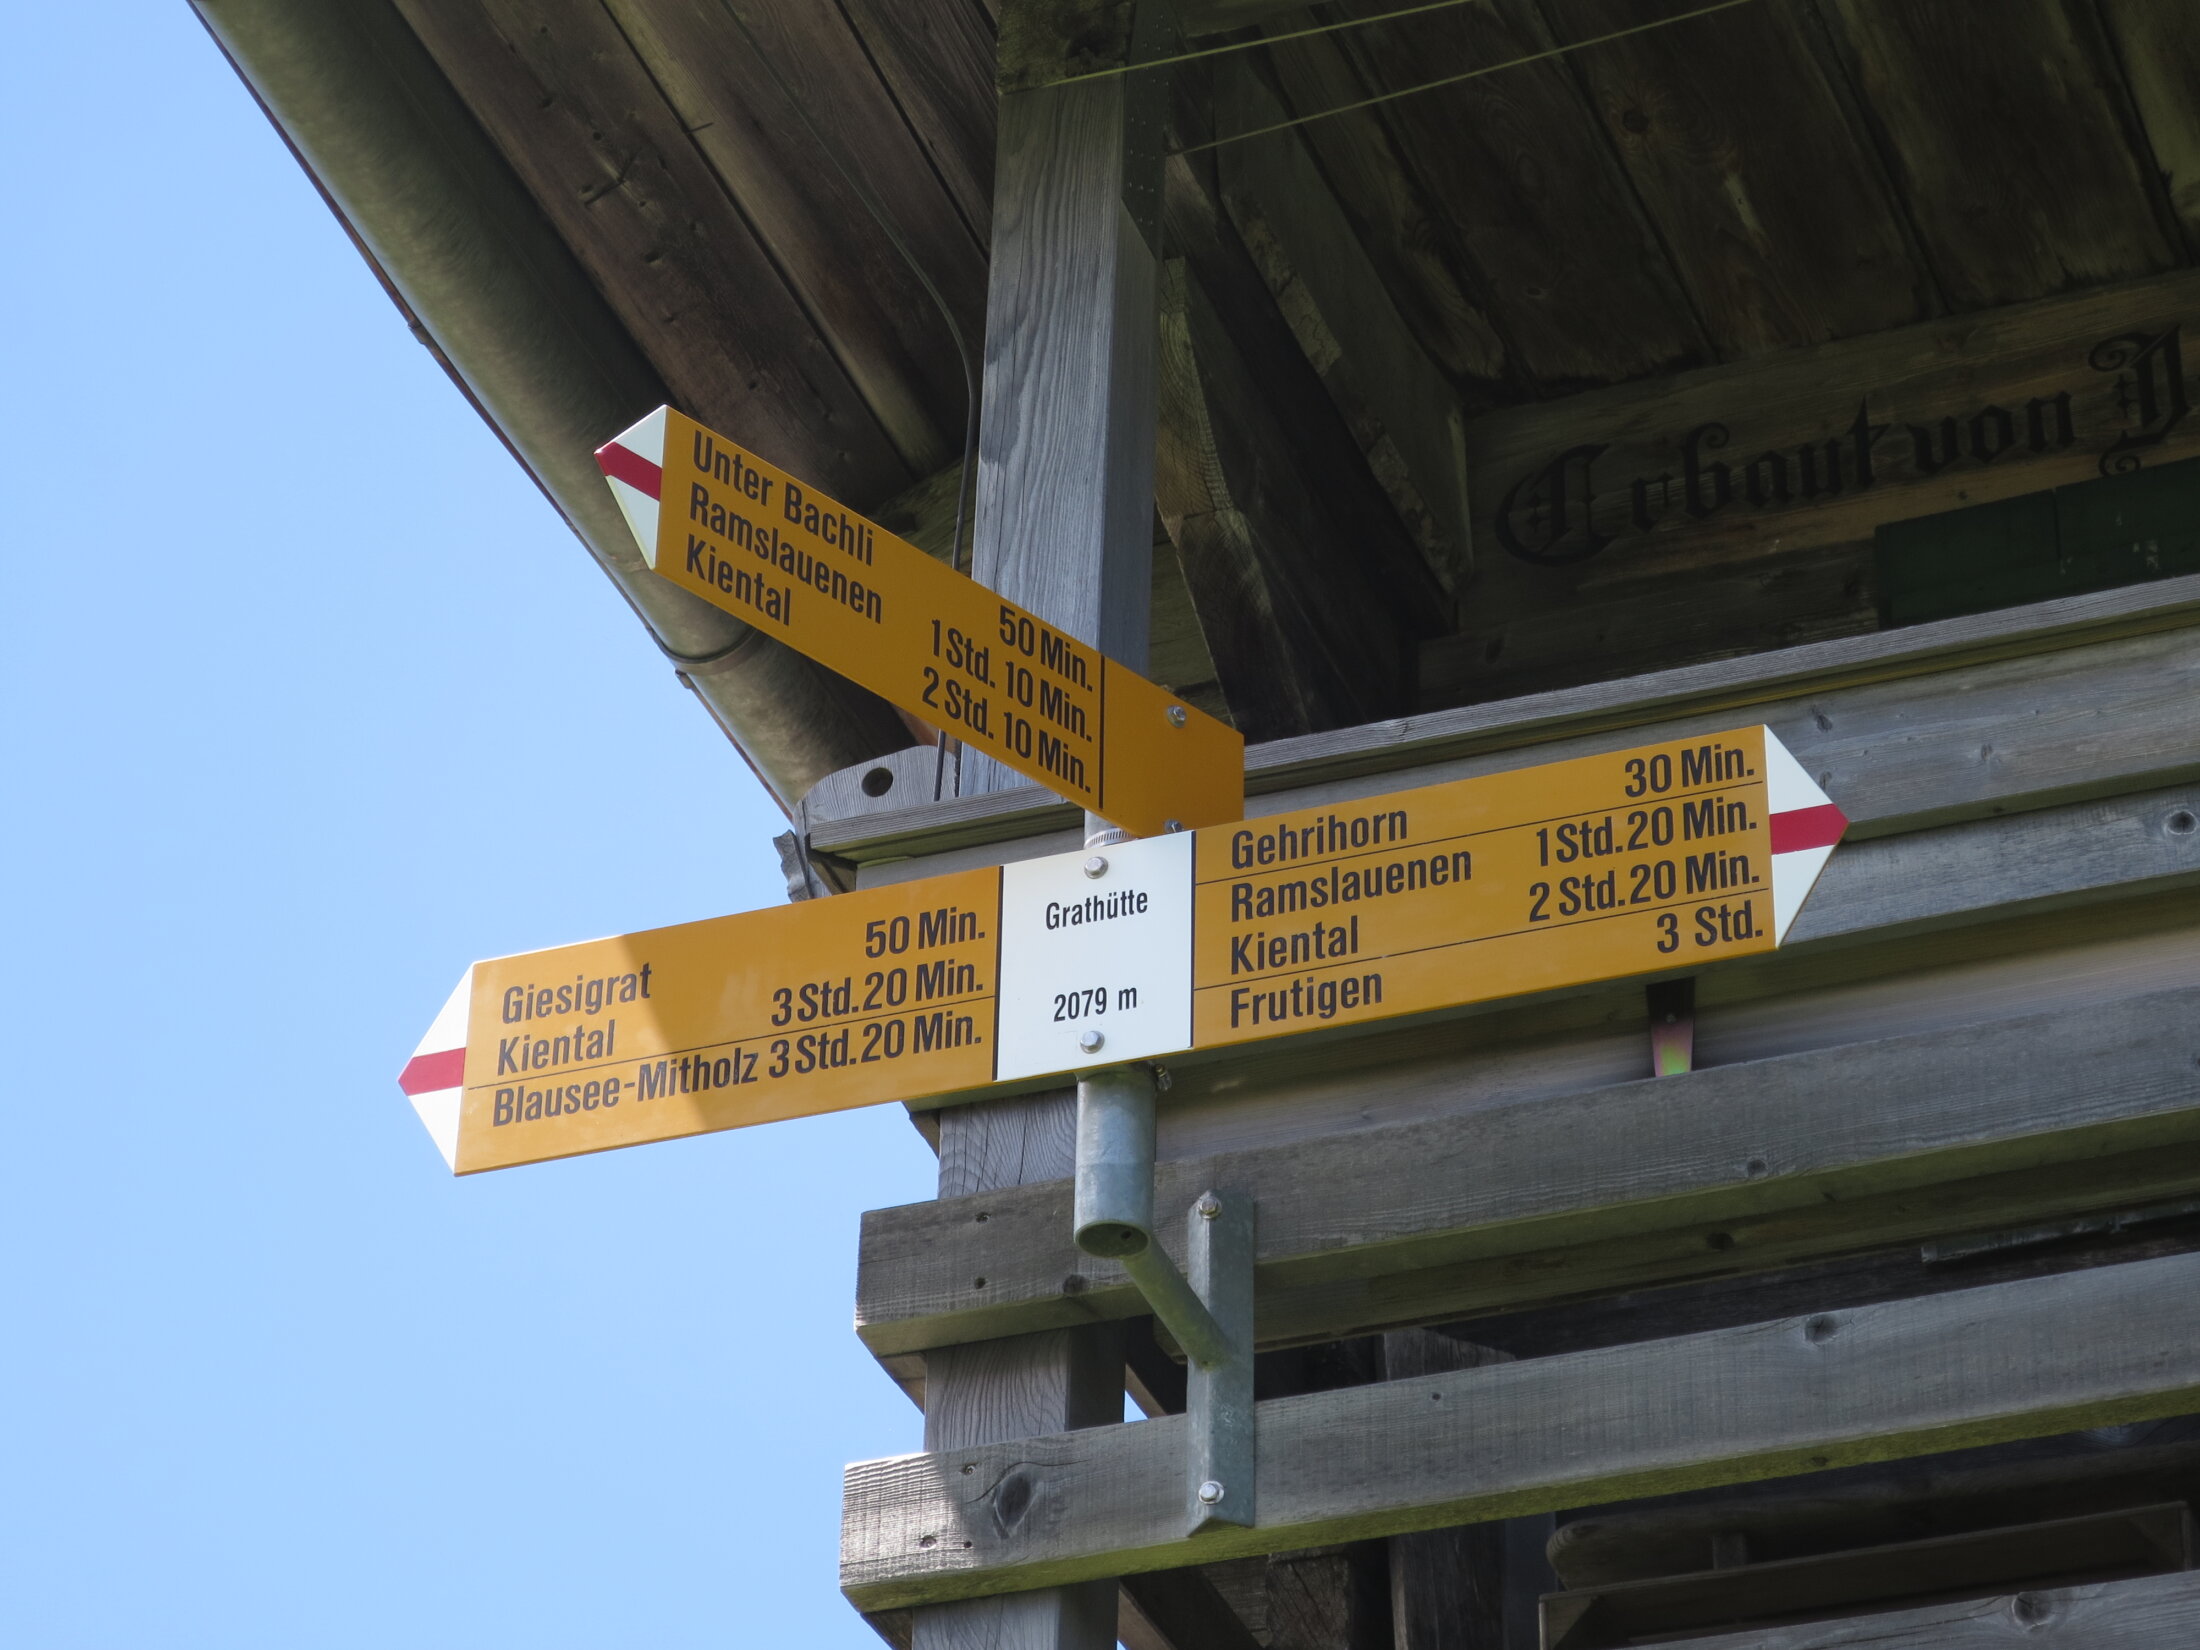 Unter Bachli 50 Min.
Ramslauenen 1 Std. 10 Min.
Kiental 2 Std. 10 Min.
Giesigrat 50 Min.
Kiental 3 Std. 20 Min.
Blausee-Mitholz 3 Std. 20 Min.
Grathütte
2079 m
Gehrihorn 30 Min.
Ramslauenen 1 Std. 20 Min.
Kiental 2 Std. 20 Min.
Frutigen 3 Std.
Erbaut von